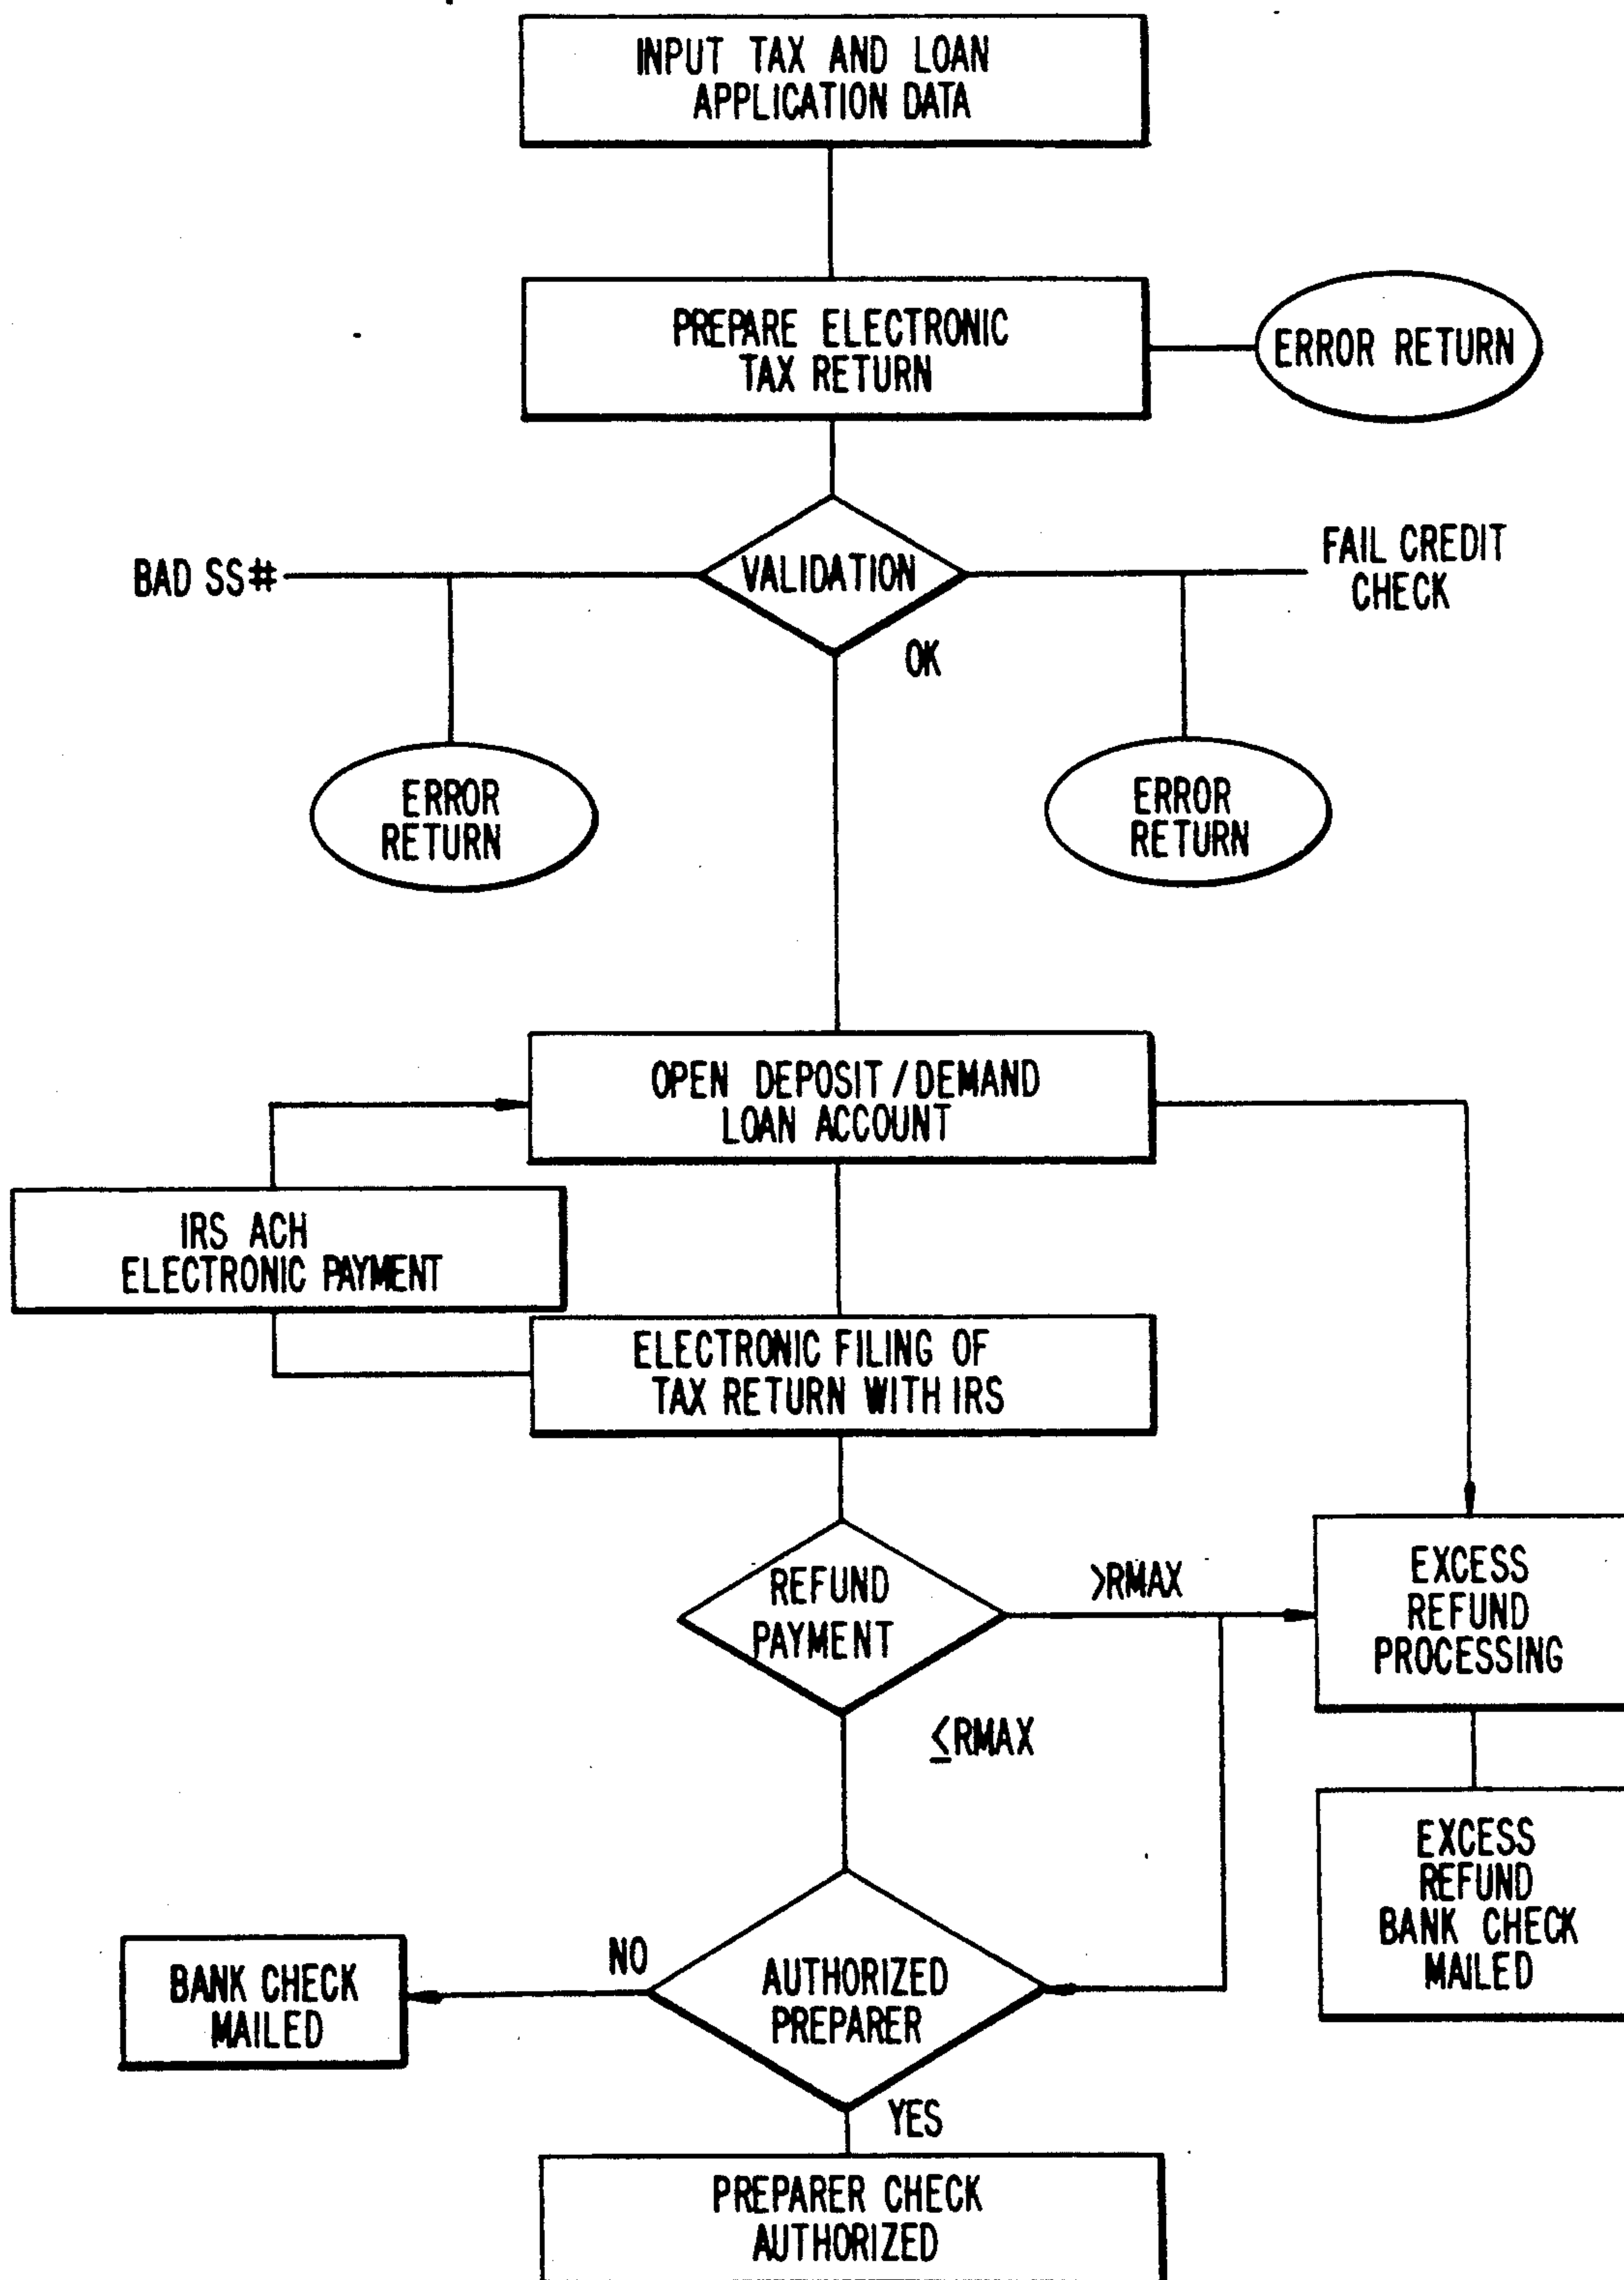 INPUT TAX AND LOAN
APPLICATION DATA
PREPARE ELECTRONIC
TAX RETURN
ERROR RETURN
BAD SS#
VALIDATION
FAIL CREDIT
CHECK
OK
ERROR
RETURN
ERROR
RETURN
OPEN DEPOSIT/DEMAND
LOAN ACCOUNT
IRS ACH
ELECTRONIC PAYMENT
ELECTRONIC FILING OF
TAX RETURN WITH IRS
REFUND
PAYMENT
>RMAX
≤RMAX
EXCESS
REFUND
PROCESSING
EXCESS
REFUND
BANK CHECK
MAILED
AUTHORIZED
PREPARER
NO
BANK CHECK
MAILED
YES
PREPARER CHECK
AUTHORIZED